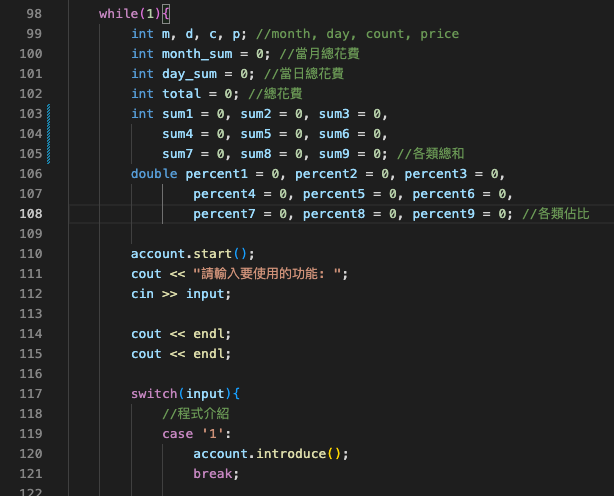 98 while(1){
99 int m, d, c, p; //month, day, count, price
100 int month_sum = 0; //當月總花費
101 int day_sum = 0; //當日總花費
102 int total = 0; //總花費
103 int sum1 = 0, sum2 = 0, sum3 = 0,
104 sum4 = 0, sum5 = 0, sum6 = 0,
105 sum7 = 0, sum8 = 0, sum9 = 0; //各類總和
106 double percent1 = 0, percent2 = 0, percent3 = 0,
107 percent4 = 0, percent5 = 0, percent6 = 0,
108 percent7 = 0, percent8 = 0, percent9 = 0; //各類佔比
109
110 account.start();
111 cout << "請輸入要使用的功能: ";
112 cin >> input;
113
114 cout << endl;
115 cout << endl;
116
117 switch(input){
118 //程式介紹
119 case '1':
120 account.introduce();
121 break;
122